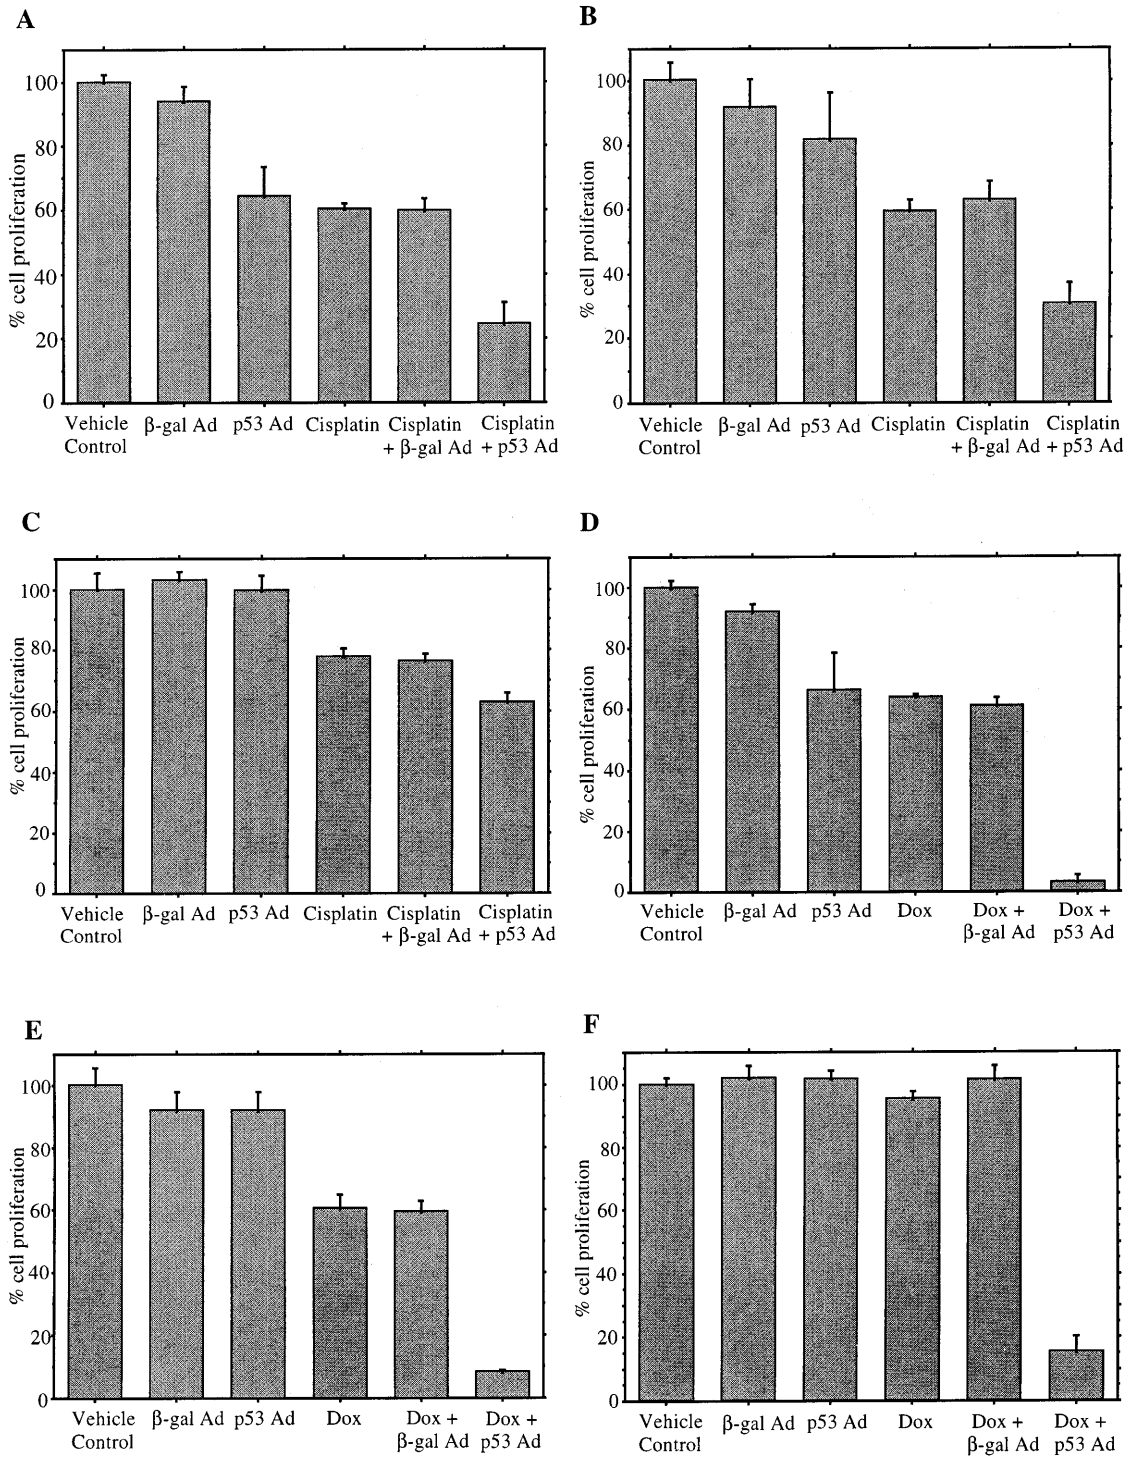 A
% cell proliferation
100
80
60
40
20
0
Vehicle Control
β-gal Ad
p53 Ad
Cisplatin
Cisplatin + β-gal Ad
Cisplatin + p53 Ad
B
% cell proliferation
100
80
60
40
20
0
Vehicle Control
β-gal Ad
p53 Ad
Cisplatin
Cisplatin + β-gal Ad
Cisplatin + p53 Ad
C
% cell proliferation
100
80
60
40
20
0
Vehicle Control
β-gal Ad
p53 Ad
Cisplatin
Cisplatin + β-gal Ad
Cisplatin + p53 Ad
D
% cell proliferation
100
80
60
40
20
0
Vehicle Control
β-gal Ad
p53 Ad
Dox
Dox + β-gal Ad
Dox + p53 Ad
E
% cell proliferation
100
80
60
40
20
0
Vehicle Control
β-gal Ad
p53 Ad
Dox
Dox + β-gal Ad
Dox + p53 Ad
F
% cell proliferation
100
80
60
40
20
0
Vehicle Control
β-gal Ad
p53 Ad
Dox
Dox + β-gal Ad
Dox + p53 Ad